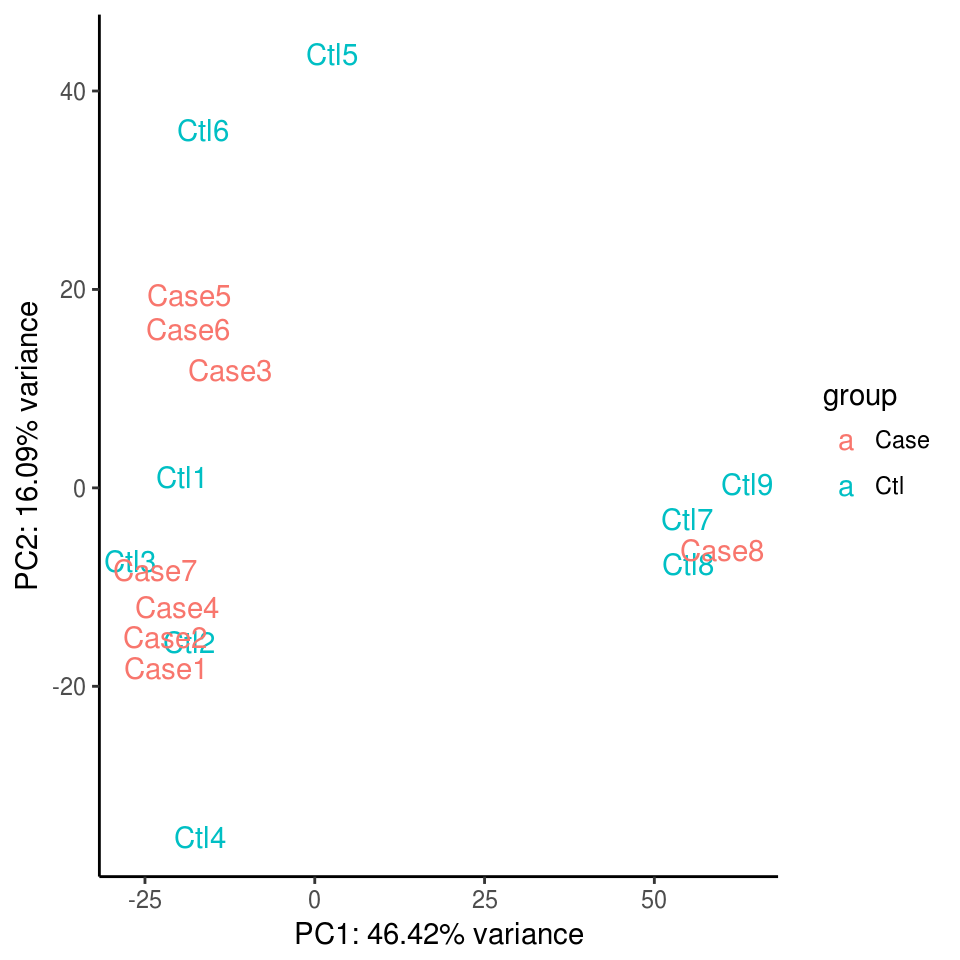 Ctl5
40
Ctl6
20
Case5
Case6
Case3
group
a Case
a Ctl
Ctl1
0
Ctl9
Ctl7
Case8
Ctl8
Ctl3
Case7
Case4
Case2
Ctl2
Case1
-20
Ctl4
-25 0 25 50
PC1: 46.42% variance
PC2: 16.09% variance